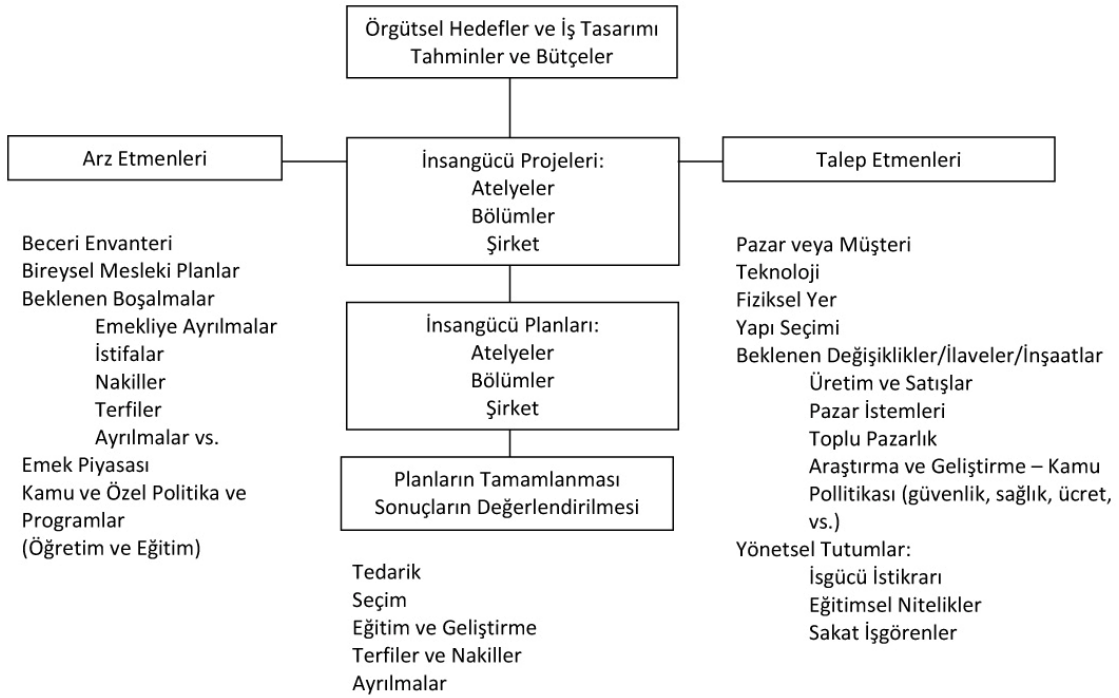 Örgütsel Hedefler ve İş Tasarımı
Tahminler ve Bütçeler
Arz Etmenleri
İnsangücü Projeleri:
Atelyeler
Bölümler
Şirket
Talep Etmenleri
Beceri Envanteri
Bireysel Mesleki Planlar
Beklenen Boşalmalar
Emekliye Ayrılmalar
İstifalar
Nakiller
Terfiler
Ayrılmalar vs.
Emek Piyasası
Kamu ve Özel Politika ve
Programlar
(Öğretim ve Eğitim)
İnsangücü Planları:
Atelyeler
Bölümler
Şirket
Planların Tamamlanması
Sonuçların Değerlendirilmesi
Tedarik
Seçim
Eğitim ve Geliştirme
Terfiler ve Nakiller
Ayrılmalar
Pazar veya Müşteri
Teknoloji
Fiziksel Yer
Yapı Seçimi
Beklenen Değişiklikler/İlaveler/İnşaatlar
Üretim ve Satışlar
Pazar İstemleri
Toplu Pazarlık
Araştırma ve Geliştirme – Kamu
Pollitikası (güvenlik, sağlık, ücret,
vs.)
Yönetsel Tutumlar:
İsgücü İstikrarı
Eğitimsel Nitelikler
Sakat İşgörenler